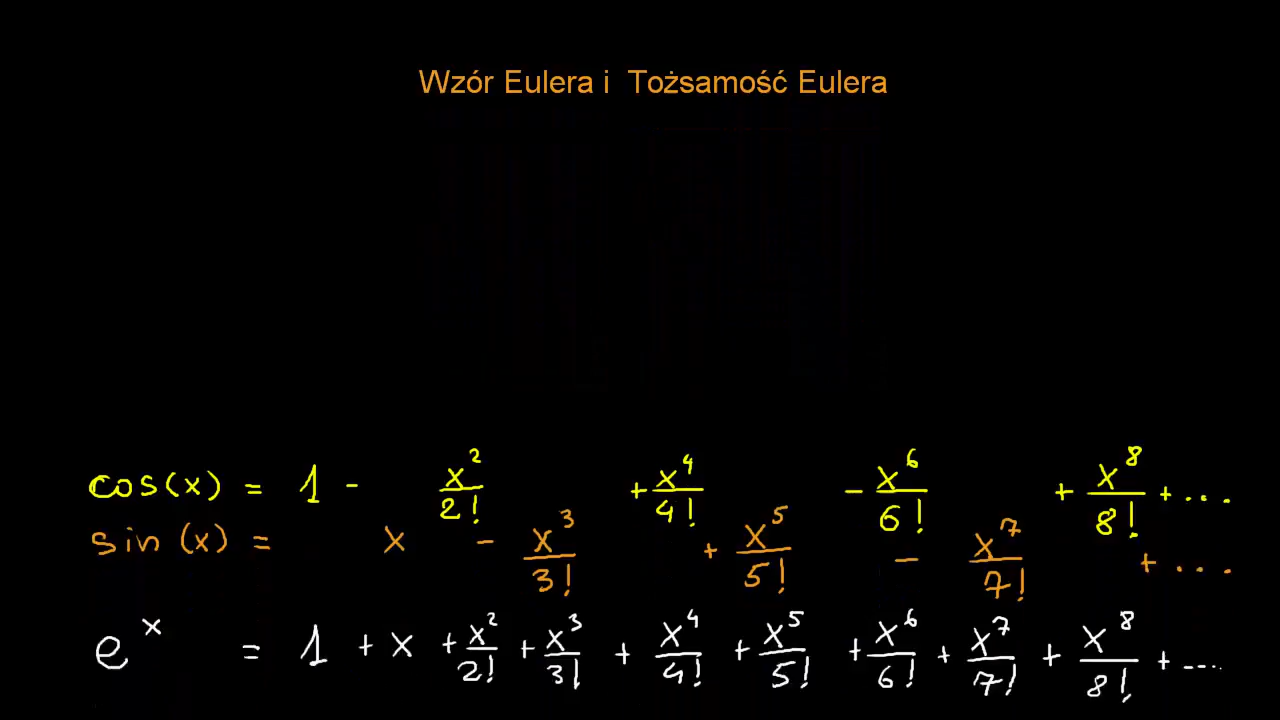 Wzór Eulera i Tożsamość Eulera
cos(x) = 1 - x²/2! + x⁴/4! - x⁶/6! + x⁸/8! + ...
sin(x) = x - x³/3! + x⁵/5! - x⁷/7! + ...
eˣ = 1 + x + x²/2! + x³/3! + x⁴/4! + x⁵/5! + x⁶/6! + x⁷/7! + x⁸/8! + ....